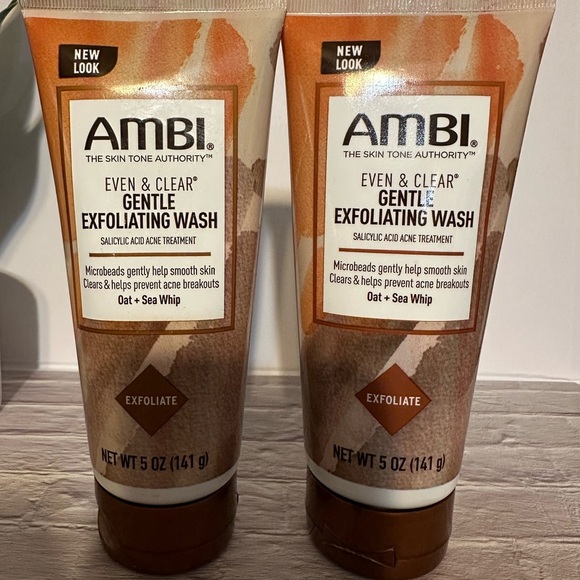 NEW
LOOK
AMBI®
THE SKIN TONE AUTHORITY™
EVEN & CLEAR®
GENTLE
EXFOLIATING WASH
SALICYLIC ACID ACNE TREATMENT
Microbeads gently help smooth skin
Clears & helps prevent acne breakouts
Oat + Sea Whip
EXFOLIATE
NET WT 5 OZ (141 g)
NEW
LOOK
AMBI®
THE SKIN TONE AUTHORITY™
EVEN & CLEAR®
GENTLE
EXFOLIATING WASH
SALICYLIC ACID ACNE TREATMENT
Microbeads gently help smooth skin
Clears & helps prevent acne breakouts
Oat + Sea Whip
EXFOLIATE
NET WT 5 OZ (141 g)